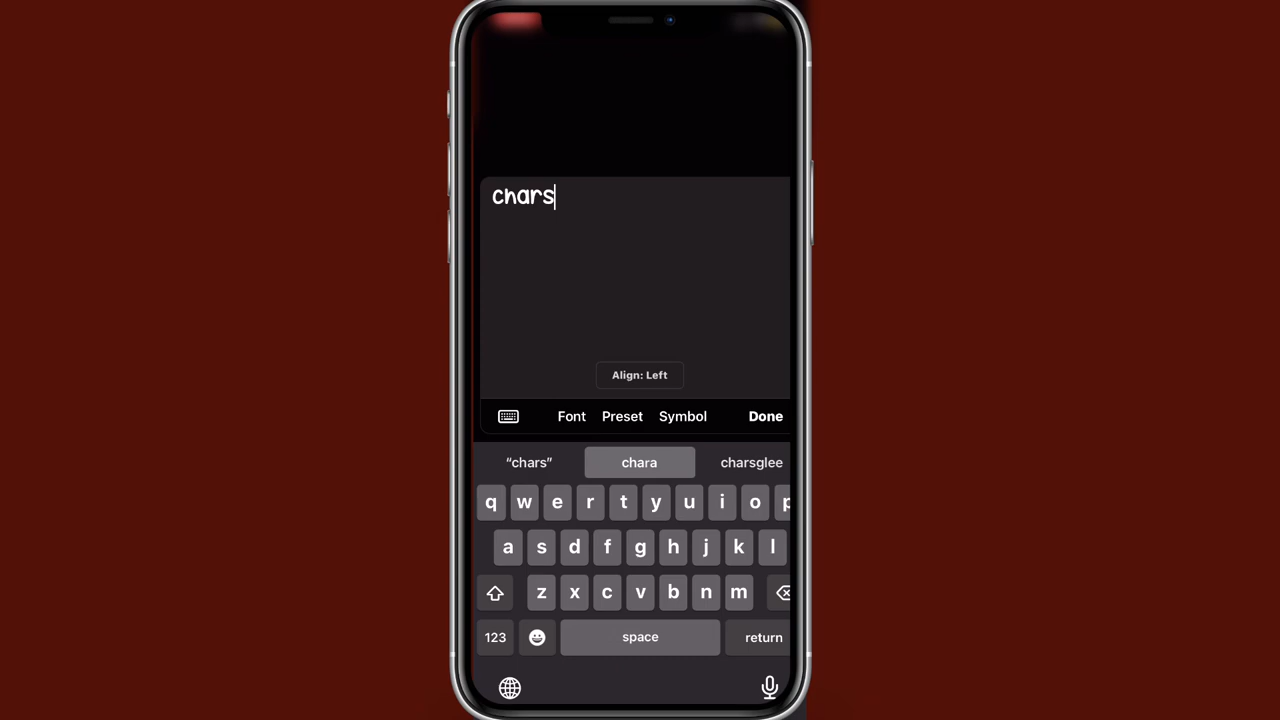 chars
Align: Left
Font Preset Symbol Done
“chars” chara charsglee
q w e r t y u i o p
a s d f g h j k l
z x c v b n m
123 space return